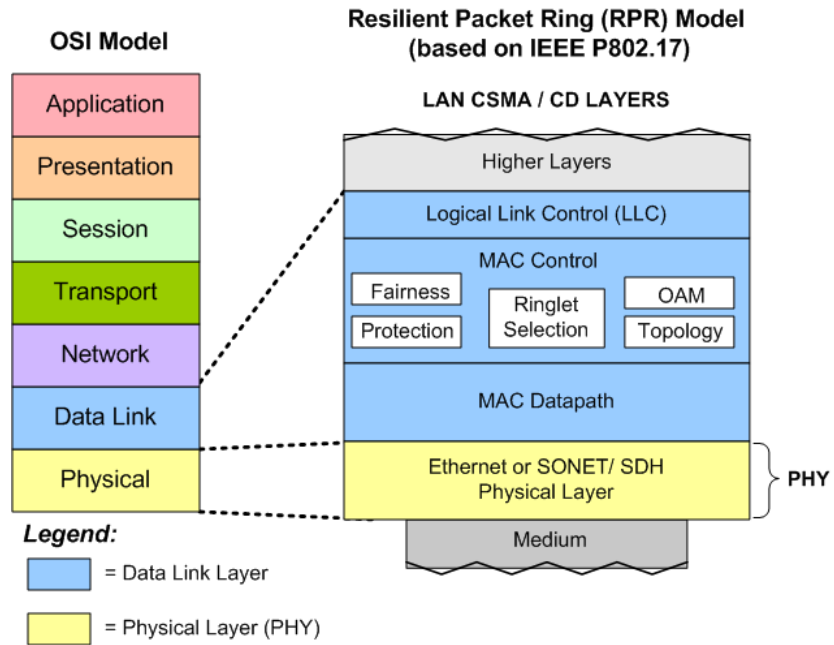 OSI Model
Application
Presentation
Session
Transport
Network
Data Link
Physical
Legend:
= Data Link Layer
= Physical Layer (PHY)
Resilient Packet Ring (RPR) Model
(based on IEEE P802.17)
LAN CSMA / CD LAYERS
Higher Layers
Logical Link Control (LLC)
MAC Control
Fairness
Protection
Ringlet
Selection
OAM
Topology
MAC Datapath
Ethernet or SONET/ SDH
Physical Layer
PHY
Medium